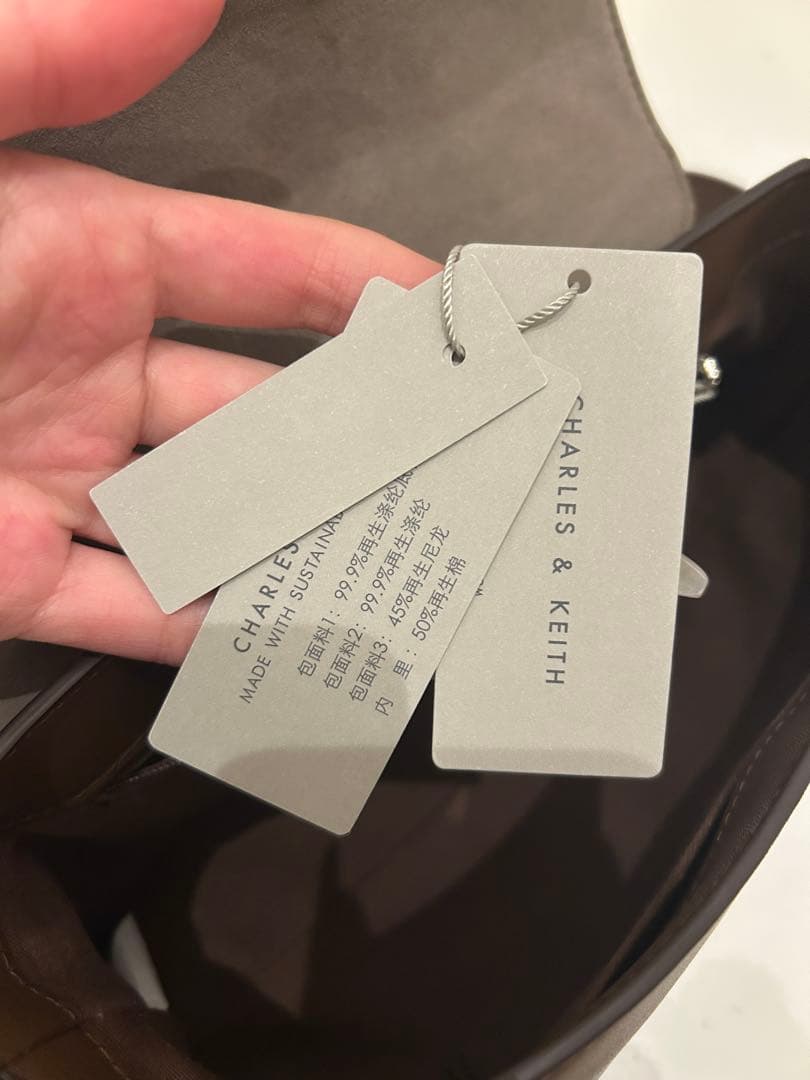 CHARLES
MADE WITH
包面料1：99.9%再生涤纶
包面料2：99.9%再生涤纶
包面料3：45%再生尼龙
内 里：50%再生棉
CHARLES & KEITH